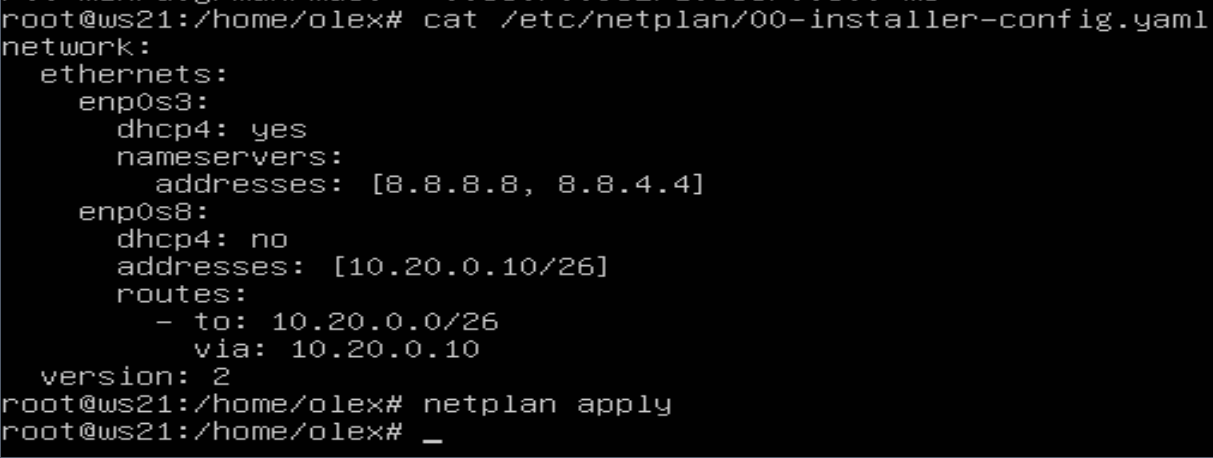 root@ws21:/home/olex# cat /etc/netplan/00-installer-config.yaml
network:
  ethernets:
    enp0s3:
      dhcp4: yes
      nameservers:
        addresses: [8.8.8.8, 8.8.4.4]
    enp0s8:
      dhcp4: no
      addresses: [10.20.0.10/26]
      routes:
        - to: 10.20.0.0/26
          via: 10.20.0.10
  version: 2
root@ws21:/home/olex# netplan apply
root@ws21:/home/olex# _